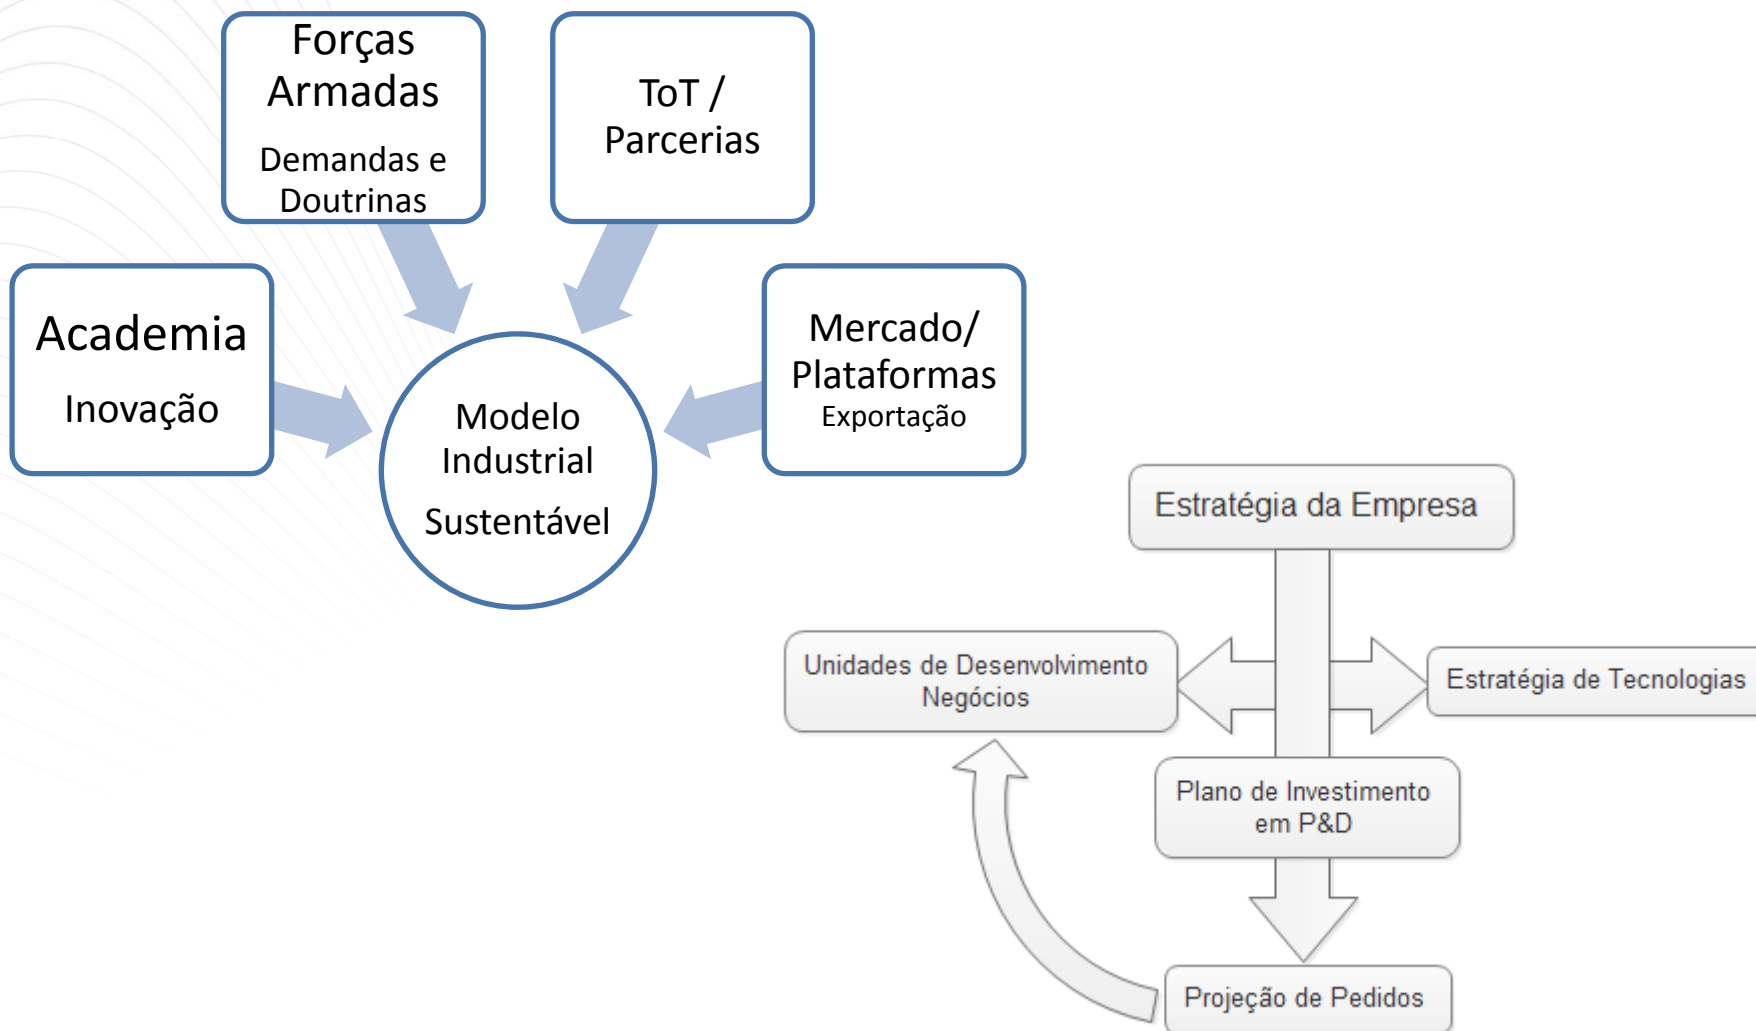 Forças
Armadas
Demandas e
Doutrinas
ToT /
Parcerias
Academia
Inovação
Mercado/
Plataformas
Exportação
Modelo
Industrial
Sustentável
Estratégia da Empresa
Unidades de Desenvolvimento
Negócios
Estratégia de Tecnologias
Plano de Investimento
em P&D
Projeção de Pedidos